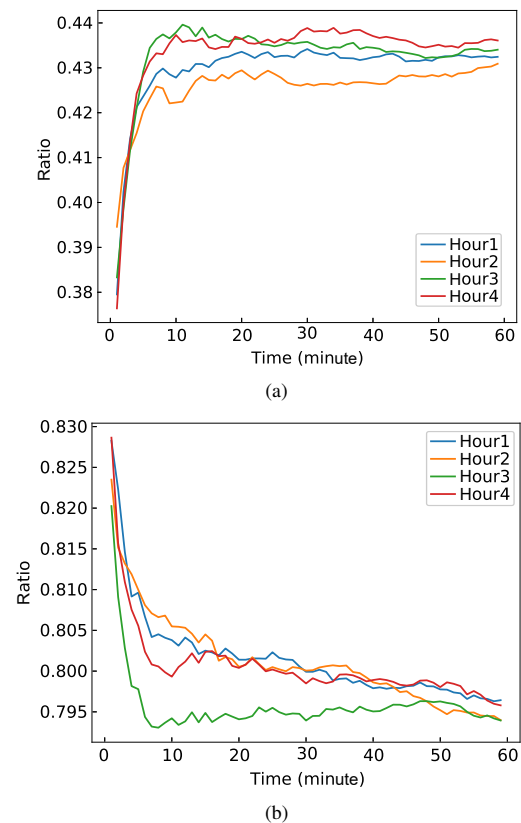 0.44
0.43
0.42
0.41
0.40
0.39
0.38
Ratio
0 10 20 30 40 50 60
Time (minute)
Hour1
Hour2
Hour3
Hour4
(a)
0.830
0.825
0.820
0.815
0.810
0.805
0.800
0.795
Ratio
0 10 20 30 40 50 60
Time (minute)
Hour1
Hour2
Hour3
Hour4
(b)